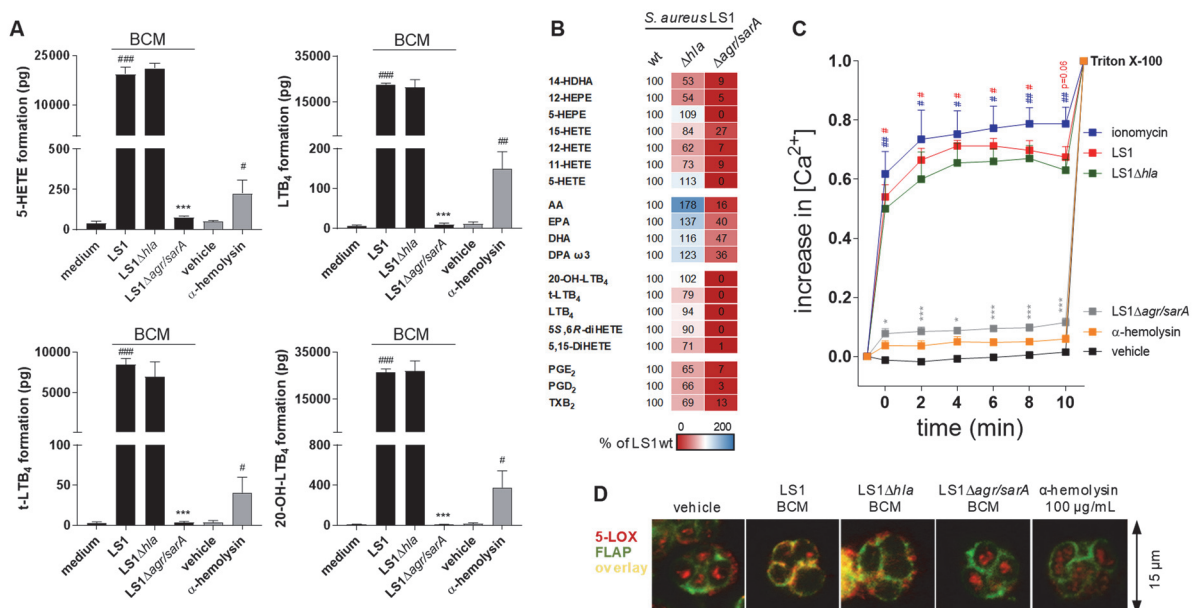 A
BCM
25000
20000
15000
10000
500
250
0
5-HETE formation (pg)
###
***
#
medium
LS1
LS1Δhla
LS1Δagr/sarA
vehicle
α-hemolysin
BCM
35000
15000
200
100
0
LTB4 formation (pg)
###
***
##
medium
LS1
LS1Δhla
LS1Δagr/sarA
vehicle
α-hemolysin
10000
5000
0
100
50
0
t-LTB4 formation (pg)
###
***
#
medium
LS1
LS1Δhla
LS1Δagr/sarA
vehicle
α-hemolysin
35000
15000
800
400
0
20-OH-LTB4 formation (pg)
###
***
#
medium
LS1
LS1Δhla
LS1Δagr/sarA
vehicle
α-hemolysin
B
S. aureus LS1
wt Δhla Δagr/sarA
14-HDHA 100 53 9
12-HEPE 100 54 5
5-HEPE 100 109 0
15-HETE 100 84 27
12-HETE 100 62 7
11-HETE 100 73 9
5-HETE 100 113 0
AA 100 178 16
EPA 100 137 40
DHA 100 116 47
DPA ω3 100 123 36
20-OH-LTB4 100 102 0
t-LTB4 100 79 0
LTB4 100 94 0
5S,6R-diHETE 100 90 0
5,15-DiHETE 100 71 1
PGE2 100 65 7
PGD2 100 66 3
TXB2 100 69 13
0 200
% of LS1wt
C
increase in [Ca2+]
1.0
0.8
0.6
0.4
0.2
0.0
0 2 4 6 8 10
time (min)
## #
# #
# #
# #
## #
## p=0.06
* *** * *** *** ***
Triton X-100
ionomycin
LS1
LS1Δhla
LS1Δagr/sarA
α-hemolysin
vehicle
D
vehicle
LS1
BCM
LS1Δhla
BCM
LS1Δagr/sarA
BCM
α-hemolysin
100 µg/mL
5-LOX
FLAP
overlay
15 µm